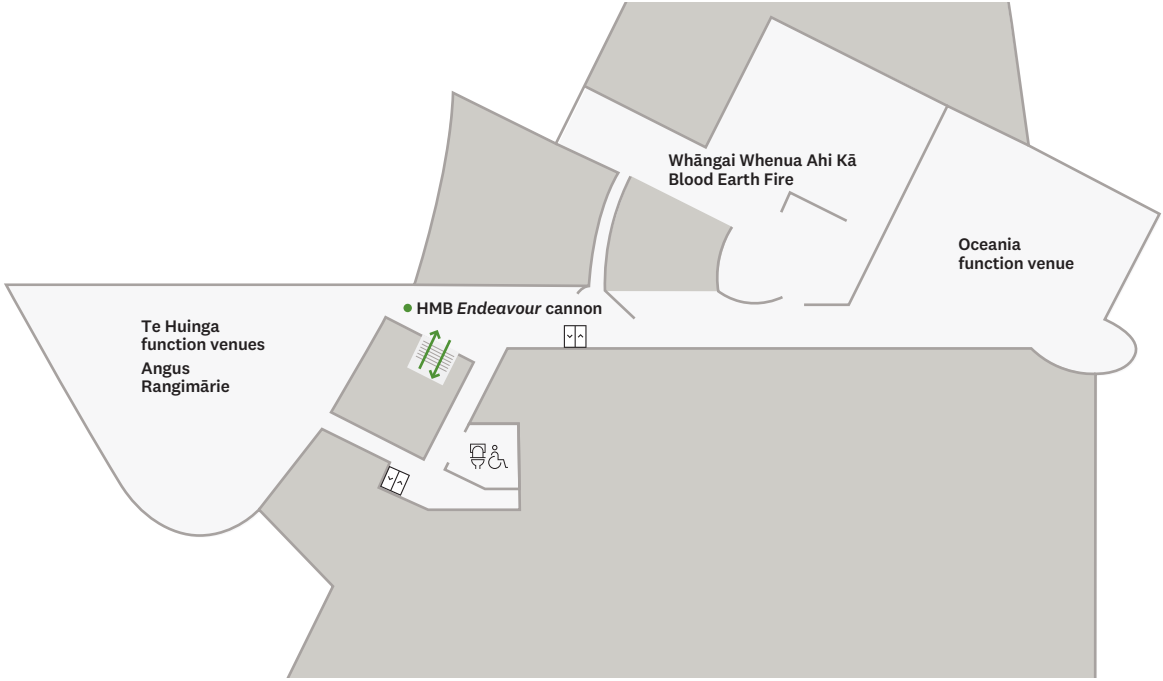 Whāngai Whenua Ahi Kā
Blood Earth Fire
Oceania
function venue
HMB Endeavour cannon
Te Huinga
function venues
Angus
Rangimārie